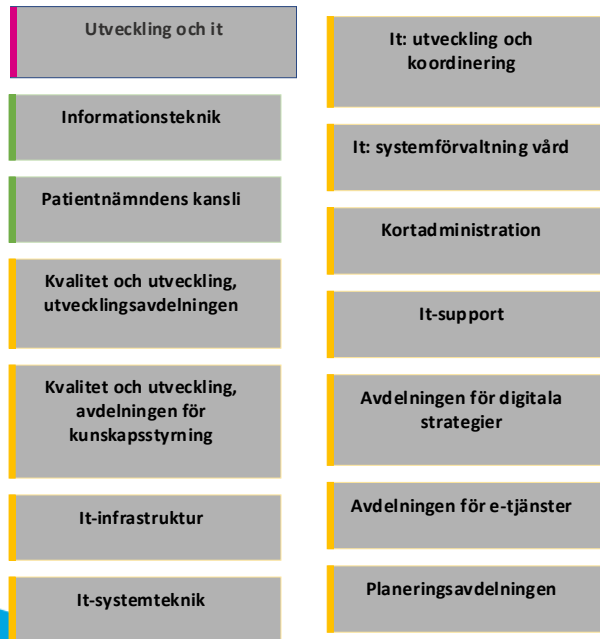 Utveckling och it
Informationsteknik
Patientnämndens kansli
Kvalitet och utveckling,
utvecklingsavdelningen
Kvalitet och utveckling,
avdelningen för
kunskapsstyrning
It-infrastruktur
It-systemteknik
It: utveckling och
koordinering
It: systemförvaltning vård
Kortadministration
It-support
Avdelningen för digitala
strategier
Avdelningen för e-tjänster
Planeringsavdelningen